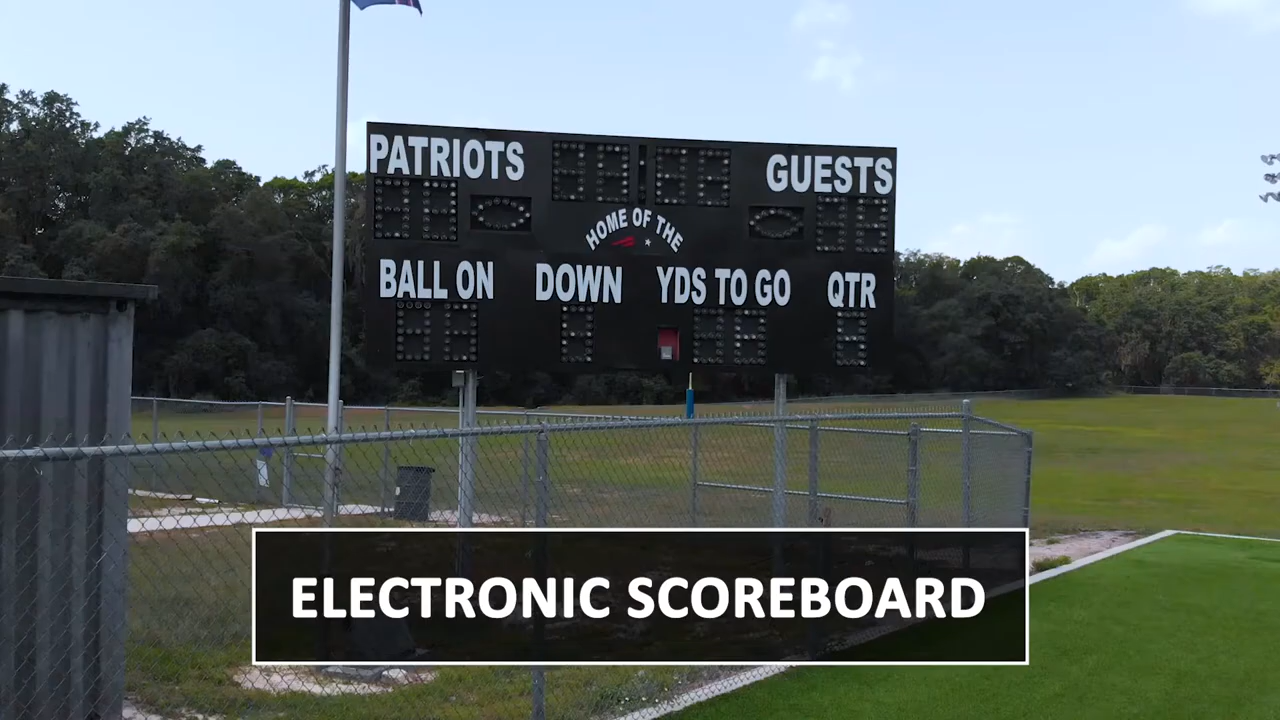 PATRIOTS
GUESTS
HOME OF THE
BALL ON
DOWN
YDS TO GO
QTR
ELECTRONIC SCOREBOARD